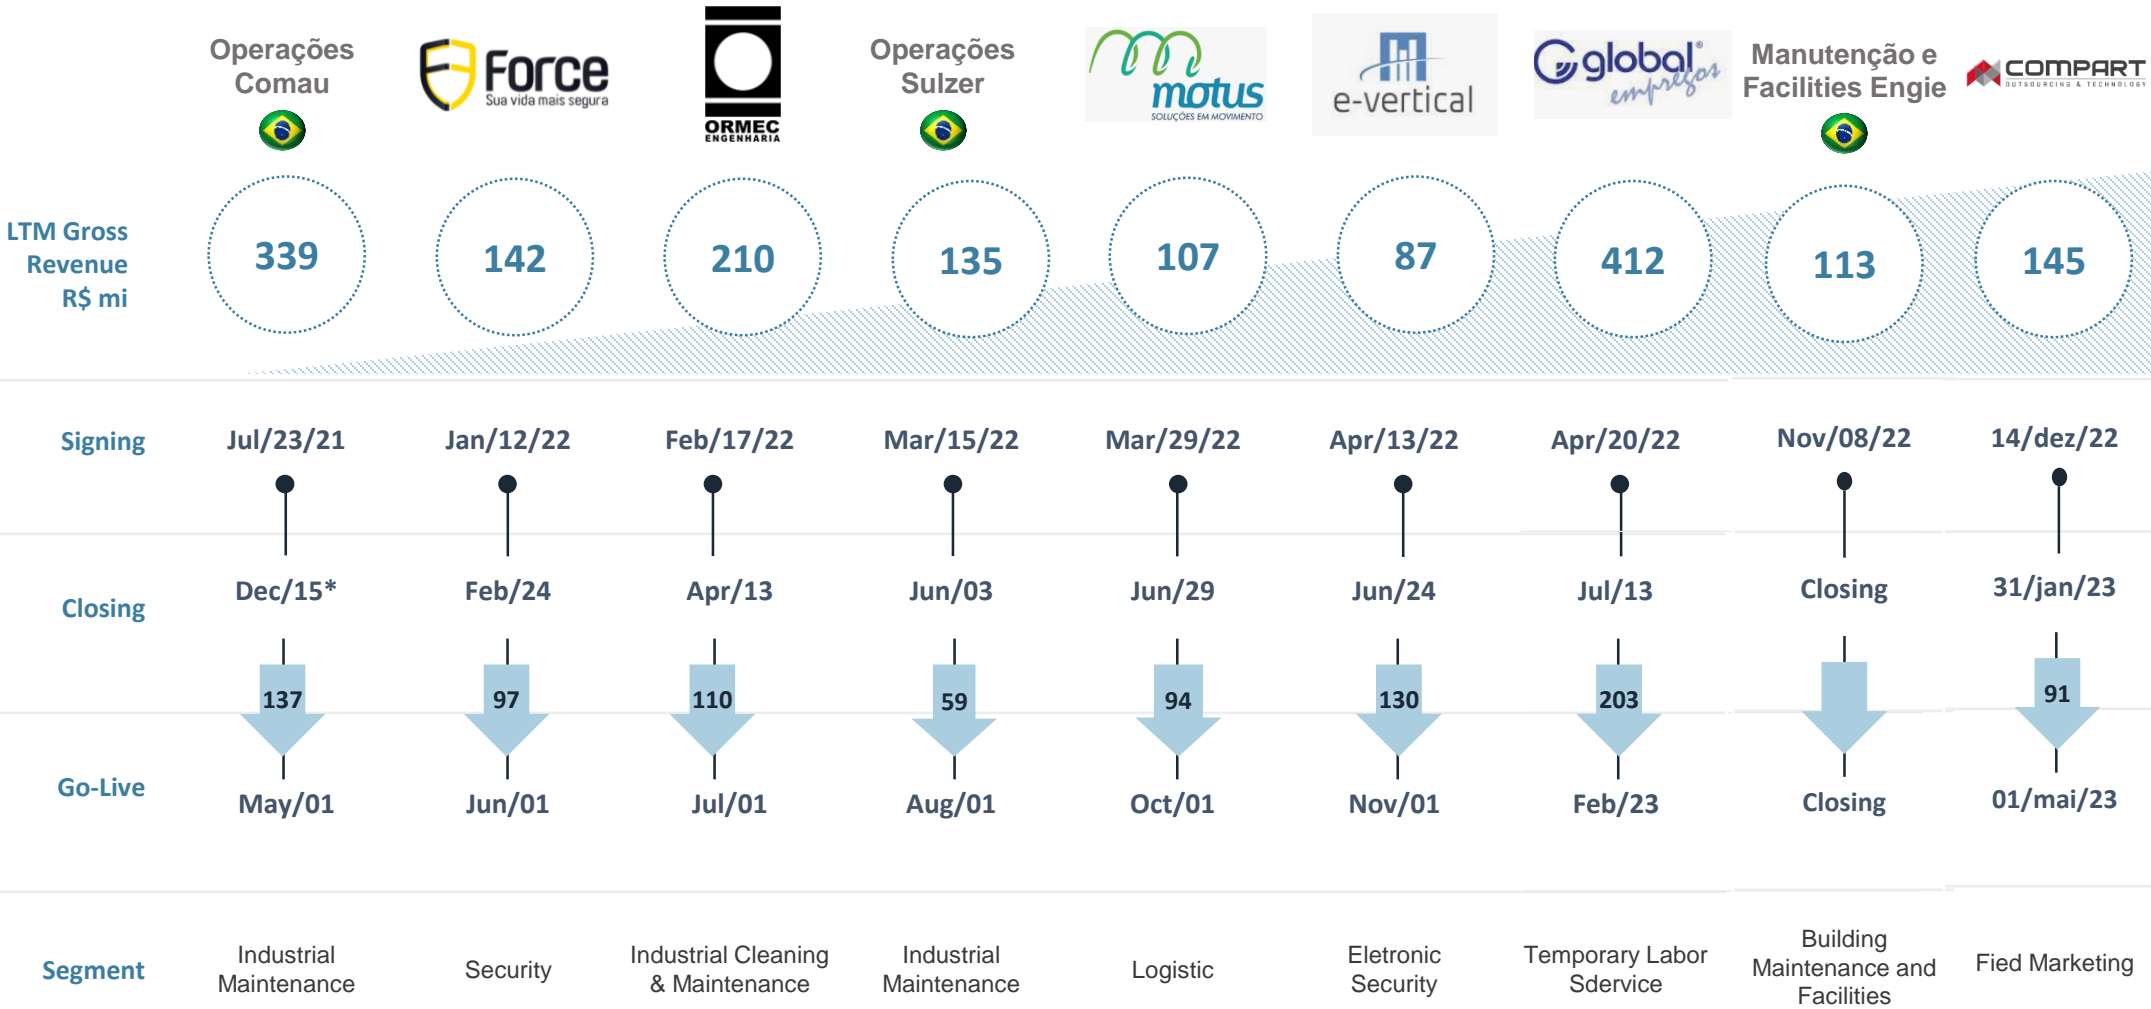 Operações
Comau
Force
Sua vida mais segura
ORMEC
ENGENHARIA
Operações
Sulzer
motus
SOLUÇÕES EM MOVIMENTO
e-vertical
global®
empregos
Manutenção e
Facilities Engie
COMPART
OUTSOURCING & TECHNOLOGY
LTM Gross
Revenue
R$ mi
339
142
210
135
107
87
412
113
145
Signing
Jul/23/21
Jan/12/22
Feb/17/22
Mar/15/22
Mar/29/22
Apr/13/22
Apr/20/22
Nov/08/22
14/dez/22
Closing
Dec/15*
Feb/24
Apr/13
Jun/03
Jun/29
Jun/24
Jul/13
Closing
31/jan/23
137
97
110
59
94
130
203
91
Go-Live
May/01
Jun/01
Jul/01
Aug/01
Oct/01
Nov/01
Feb/23
Closing
01/mai/23
Segment
Industrial
Maintenance
Security
Industrial Cleaning
& Maintenance
Industrial
Maintenance
Logistic
Eletronic
Security
Temporary Labor
Sdervice
Building
Maintenance and
Facilities
Fied Marketing